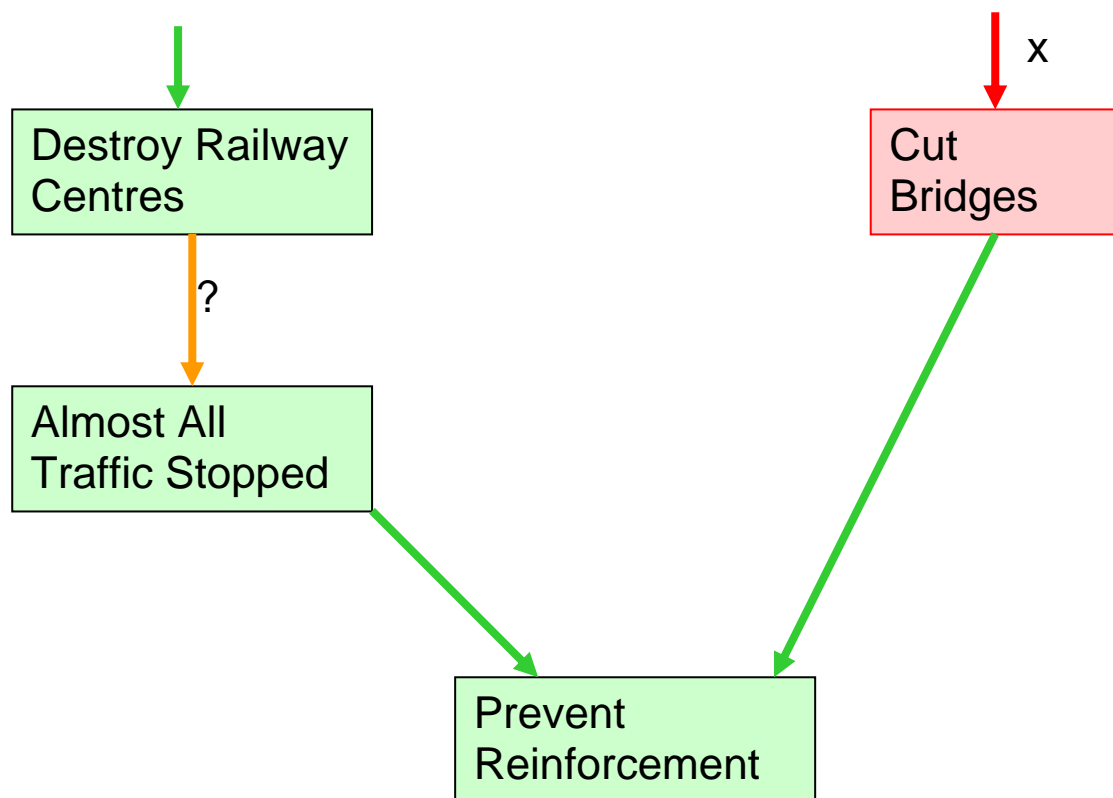 x
Destroy Railway
Centres
Cut
Bridges
?
Almost All
Traffic Stopped
Prevent
Reinforcement